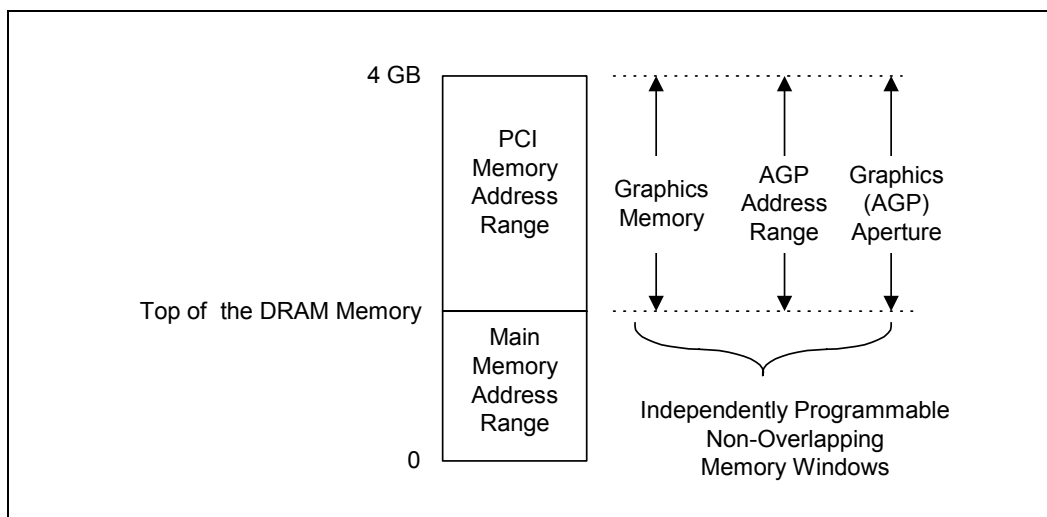 4 GB
PCI
Memory
Address
Range
Graphics
Memory
AGP
Address
Range
Graphics
(AGP)
Aperture
Top of the DRAM Memory
Main
Memory
Address
Range
0
Independently Programmable
Non-Overlapping
Memory Windows